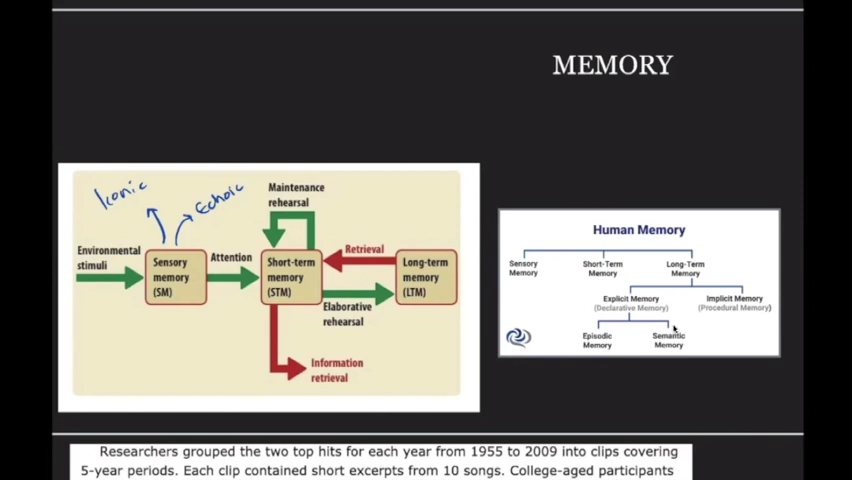 MEMORY
Iconic
Echoic
Maintenance
rehearsal
Environmental
stimuli
Sensory
memory
(SM)
Attention
Short-term
memory
(STM)
Retrieval
Long-term
memory
(LTM)
Elaborative
rehearsal
Information
retrieval
Human Memory
Sensory
Memory
Short-Term
Memory
Long-Term
Memory
Explicit Memory
(Declarative Memory)
Implicit Memory
(Procedural Memory)
Episodic
Memory
Semantic
Memory
Researchers grouped the two top hits for each year from 1955 to 2009 into clips covering
5-year periods. Each clip contained short excerpts from 10 songs. College-aged participants